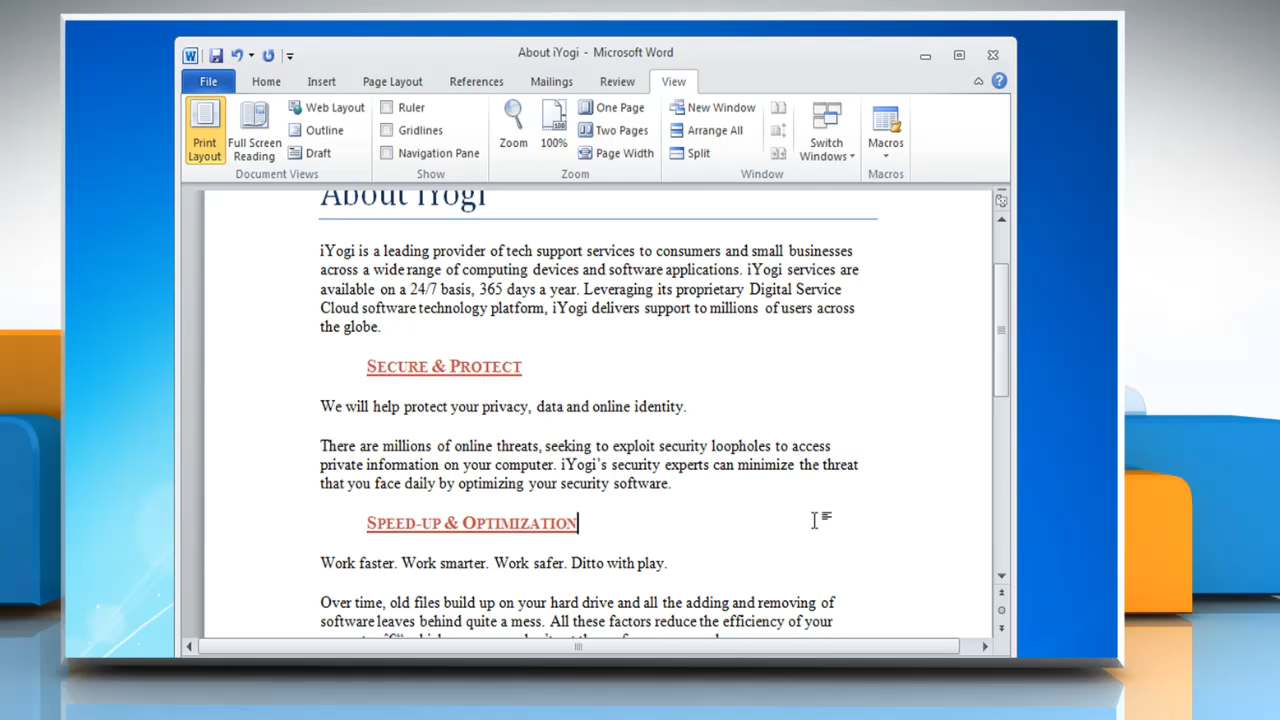 About iYogi - Microsoft Word
File Home Insert Page Layout References Mailings Review View
Print Layout
Full Screen Reading
Web Layout
Outline
Draft
Document Views
Ruler
Gridlines
Navigation Pane
Show
Zoom
100%
One Page
Two Pages
Page Width
Zoom
New Window
Arrange All
Split
Switch Windows
Window
Macros
Macros
About iYogi
iYogi is a leading provider of tech support services to consumers and small businesses
across a wide range of computing devices and software applications. iYogi services are
available on a 24/7 basis, 365 days a year. Leveraging its proprietary Digital Service
Cloud software technology platform, iYogi delivers support to millions of users across
the globe.
SECURE & PROTECT
We will help protect your privacy, data and online identity.
There are millions of online threats, seeking to exploit security loopholes to access
private information on your computer. iYogi's security experts can minimize the threat
that you face daily by optimizing your security software.
SPEED-UP & OPTIMIZATION
Work faster. Work smarter. Work safer. Ditto with play.
Over time, old files build up on your hard drive and all the adding and removing of
software leaves behind quite a mess. All these factors reduce the efficiency of your